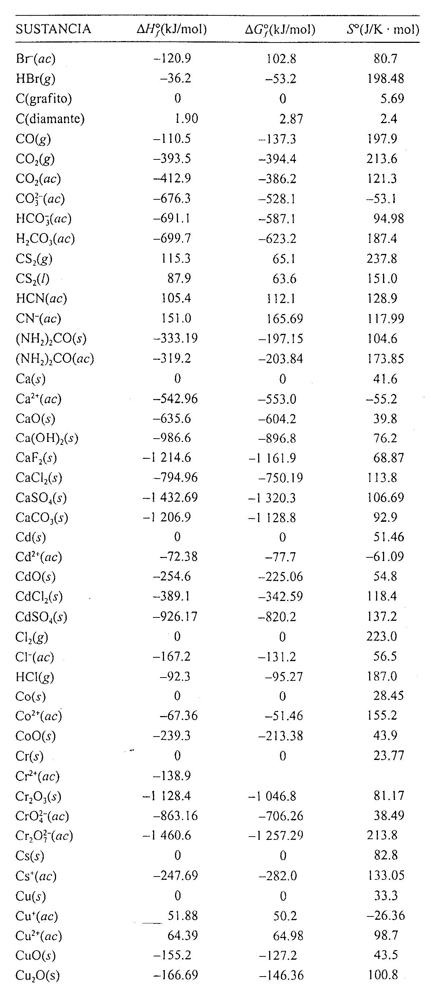 SUSTANCIA ΔH°f(kJ/mol) ΔG°f(kJ/mol) S°(J/K · mol)
Br⁻(ac) −120.9 102.8 80.7
HBr(g) −36.2 −53.2 198.48
C(grafito) 0 0 5.69
C(diamante) 1.90 2.87 2.4
CO(g) −110.5 −137.3 197.9
CO₂(g) −393.5 −394.4 213.6
CO₂(ac) −412.9 −386.2 121.3
CO₃²⁻(ac) −676.3 −528.1 −53.1
HCO₃⁻(ac) −691.1 −587.1 94.98
H₂CO₃(ac) −699.7 −623.2 187.4
CS₂(g) 115.3 65.1 237.8
CS₂(l) 87.9 63.6 151.0
HCN(ac) 105.4 112.1 128.9
CN⁻(ac) 151.0 165.69 117.99
(NH₂)₂CO(s) −333.19 −197.15 104.6
(NH₂)₂CO(ac) −319.2 −203.84 173.85
Ca(s) 0 0 41.6
Ca²⁺(ac) −542.96 −553.0 −55.2
CaO(s) −635.6 −604.2 39.8
Ca(OH)₂(s) −986.6 −896.8 76.2
CaF₂(s) −1 214.6 −1 161.9 68.87
CaCl₂(s) −794.96 −750.19 113.8
CaSO₄(s) −1 432.69 −1 320.3 106.69
CaCO₃(s) −1 206.9 −1 128.8 92.9
Cd(s) 0 0 51.46
Cd²⁺(ac) −72.38 −77.7 −61.09
CdO(s) −254.6 −225.06 54.8
CdCl₂(s) −389.1 −342.59 118.4
CdSO₄(s) −926.17 −820.2 137.2
Cl₂(g) 0 0 223.0
Cl⁻(ac) −167.2 −131.2 56.5
HCl(g) −92.3 −95.27 187.0
Co(s) 0 0 28.45
Co²⁺(ac) −67.36 −51.46 155.2
CoO(s) −239.3 −213.38 43.9
Cr(s) 0 0 23.77
Cr²⁺(ac) −138.9
Cr₂O₃(s) −1 128.4 −1 046.8 81.17
CrO₄²⁻(ac) −863.16 −706.26 38.49
Cr₂O₇²⁻(ac) −1 460.6 −1 257.29 213.8
Cs(s) 0 0 82.8
Cs⁺(ac) −247.69 −282.0 133.05
Cu(s) 0 0 33.3
Cu⁺(ac) 51.88 50.2 −26.36
Cu²⁺(ac) 64.39 64.98 98.7
CuO(s) −155.2 −127.2 43.5
Cu₂O(s) −166.69 −146.36 100.8